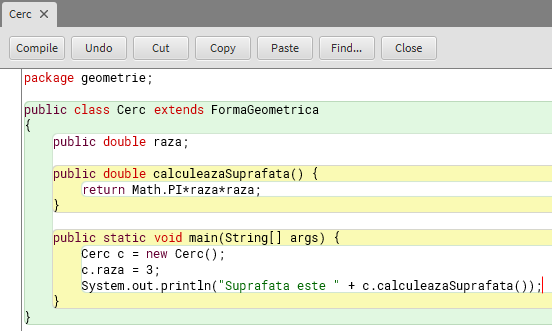 Cerc ✕
Compile Undo Cut Copy Paste Find... Close
package geometrie;
public class Cerc extends FormaGeometrica
{
public double raza;
public double calculeazaSuprafata() {
return Math.PI*raza*raza;
}
public static void main(String[] args) {
Cerc c = new Cerc();
c.raza = 3;
System.out.println("Suprafata este " + c.calculeazaSuprafata());
}
}